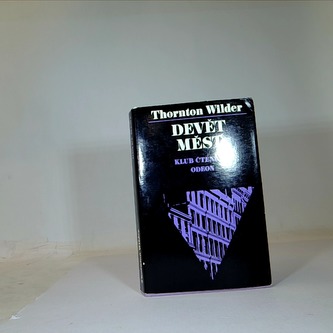 Thornton Wilder
DEVĚT
MĚST
KLUB
ODEON